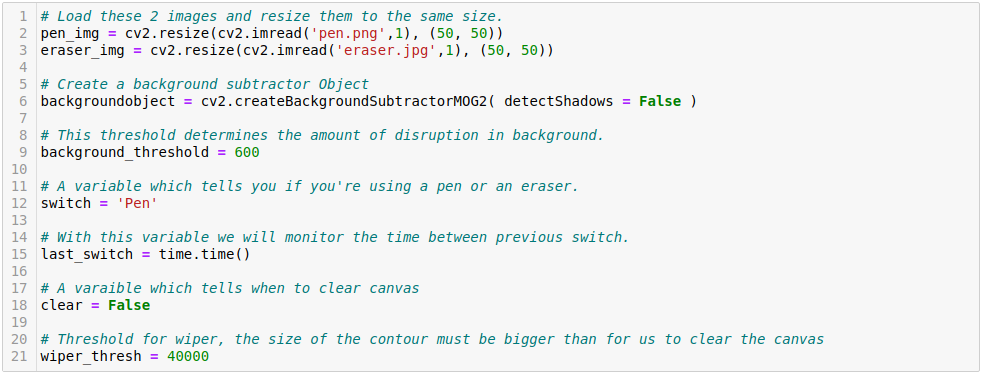 1 # Load these 2 images and resize them to the same size.
2 pen_img = cv2.resize(cv2.imread('pen.png',1), (50, 50))
3 eraser_img = cv2.resize(cv2.imread('eraser.jpg',1), (50, 50))
4
5 # Create a background subtractor Object
6 backgroundobject = cv2.createBackgroundSubtractorMOG2( detectShadows = False )
7
8 # This threshold determines the amount of disruption in background.
9 background_threshold = 600
10
11 # A variable which tells you if you're using a pen or an eraser.
12 switch = 'Pen'
13
14 # With this variable we will monitor the time between previous switch.
15 last_switch = time.time()
16
17 # A varaible which tells when to clear canvas
18 clear = False
19
20 # Threshold for wiper, the size of the contour must be bigger than for us to clear the canvas
21 wiper_thresh = 40000